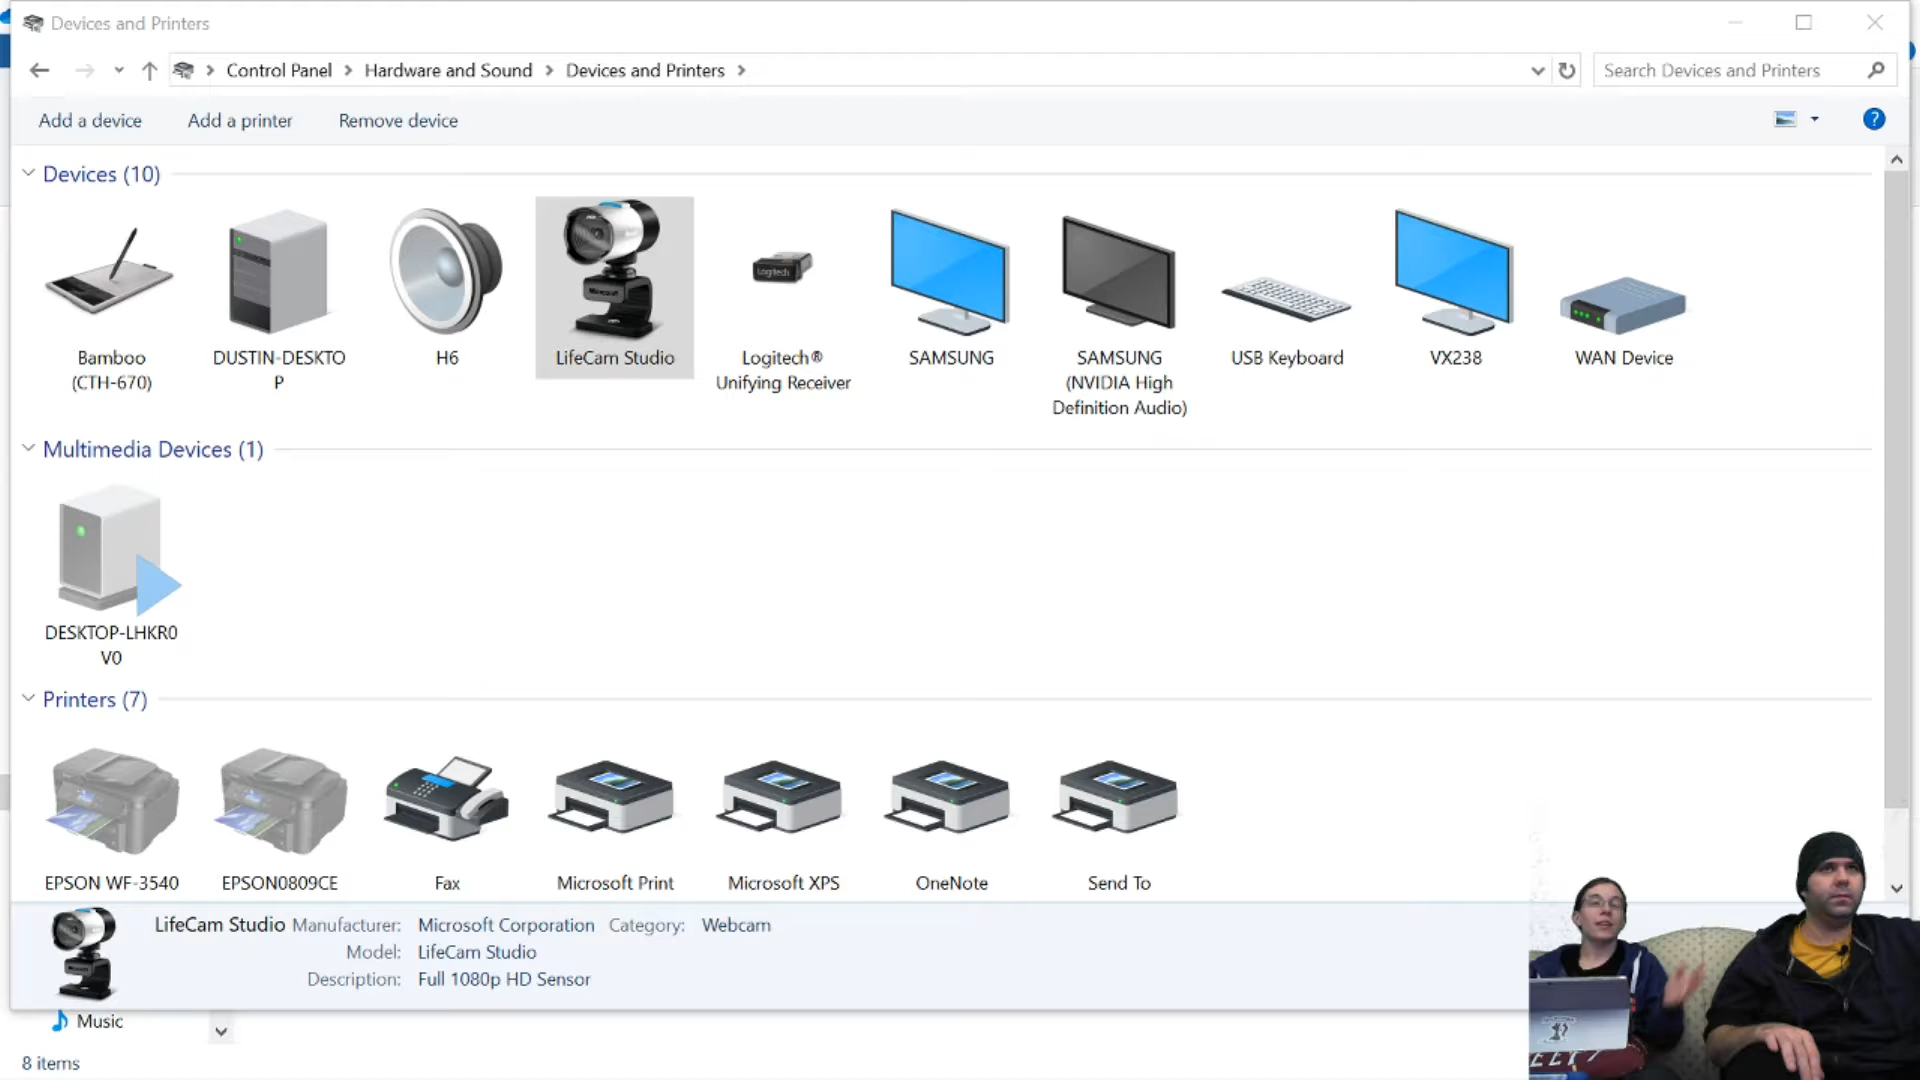 Devices and Printers
Control Panel > Hardware and Sound > Devices and Printers >
Search Devices and Printers
Add a device
Add a printer
Remove device
?
Devices (10)
Bamboo
(CTH-670)
DUSTIN-DESKTO
P
H6
LifeCam Studio
Logitech
Logitech®
Unifying Receiver
SAMSUNG
SAMSUNG
(NVIDIA High
Definition Audio)
USB Keyboard
VX238
WAN Device
Multimedia Devices (1)
DESKTOP-LHKR0
V0
Printers (7)
EPSON WF-3540
EPSON0809CE
Fax
Microsoft Print
Microsoft XPS
OneNote
Send To
LifeCam Studio Manufacturer: Microsoft Corporation Category: Webcam
Model: LifeCam Studio
Description: Full 1080p HD Sensor
Music
8 items